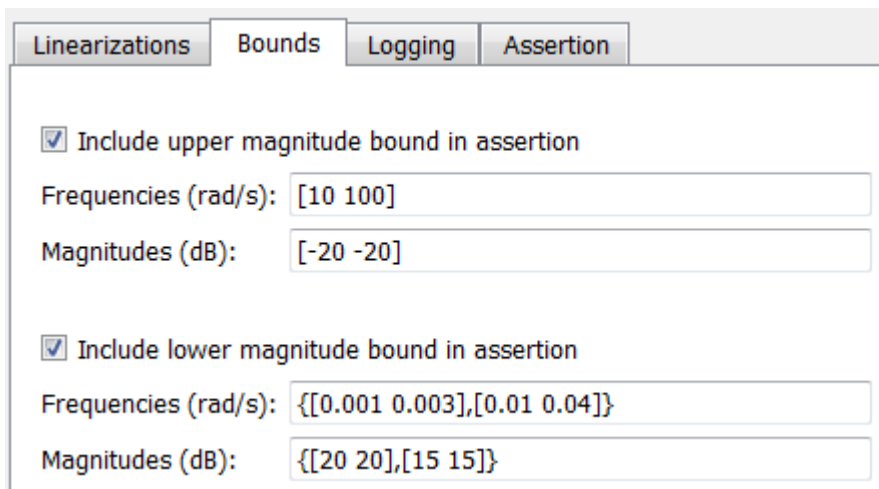 Linearizations Bounds Logging Assertion
Include upper magnitude bound in assertion
Frequencies (rad/s): [10 100]
Magnitudes (dB): [-20 -20]
Include lower magnitude bound in assertion
Frequencies (rad/s): {[0.001 0.003],[0.01 0.04]}
Magnitudes (dB): {[20 20],[15 15]}